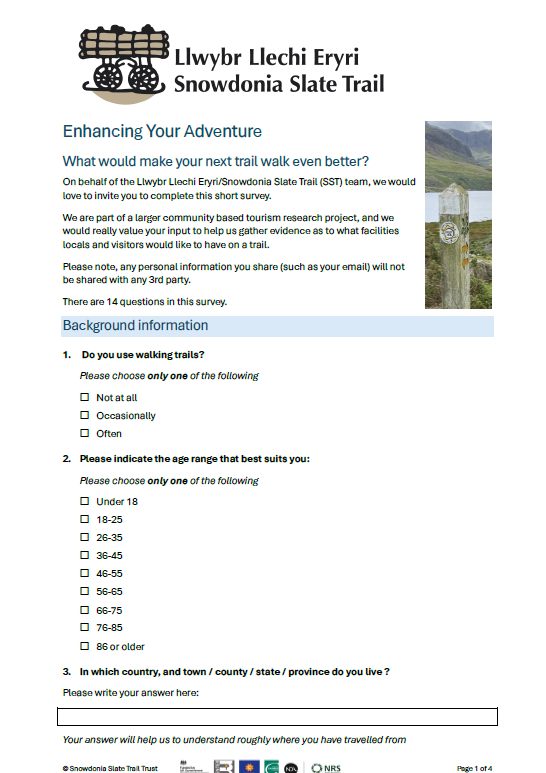 Llwybr Llechi Eryri
Snowdonia Slate Trail
Enhancing Your Adventure
What would make your next trail walk even better?
On behalf of the Llwybr Llechi Eryri/Snowdonia Slate Trail (SST) team, we would
love to invite you to complete this short survey.
We are part of a larger community based tourism research project, and we
would really value your input to help us gather evidence as to what facilities
locals and visitors would like to have on a trail.
Please note, any personal information you share (such as your email) will not
be shared with any 3rd party.
There are 14 questions in this survey.
Background information
1. Do you use walking trails?
Please choose only one of the following
☐ Not at all
☐ Occasionally
☐ Often
2. Please indicate the age range that best suits you:
Please choose only one of the following
☐ Under 18
☐ 18-25
☐ 26-35
☐ 36-45
☐ 46-55
☐ 56-65
☐ 66-75
☐ 76-85
☐ 86 or older
3. In which country, and town / county / state / province do you live ?
Please write your answer here:
Your answer will help us to understand roughly where you have travelled from
© Snowdonia Slate Trail Trust
NDA
NRS
Page 1 of 4